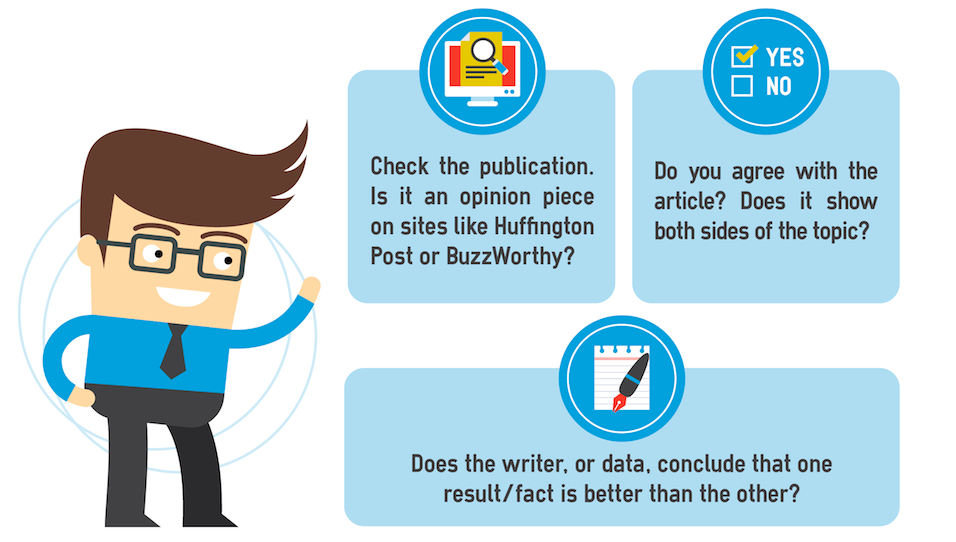 YES
NO
Check the publication.
Is it an opinion piece
on sites like Huffington
Post or BuzzWorthy?
Do you agree with the
article? Does it show
both sides of the topic?
Does the writer, or data, conclude that one
result/fact is better than the other?